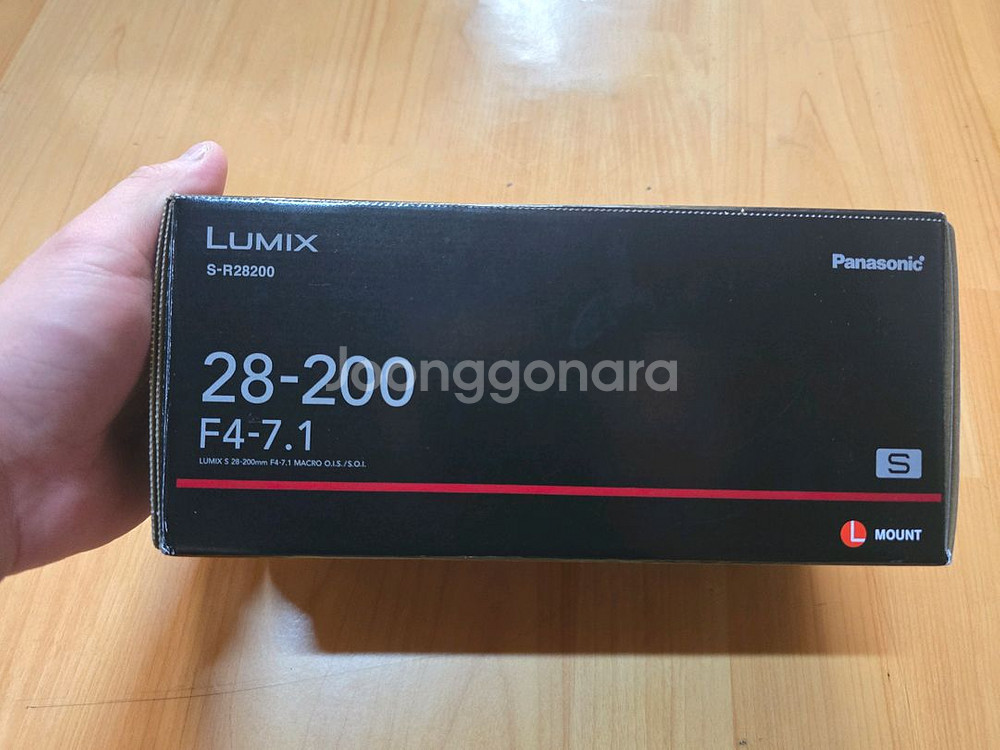 LUMIX
S-R28200
Panasonic
28-200
Joonggonara
F4-7.1
LUMIX S 28-200mm F4-7.1 MACRO O.I.S./S.O.I.
S
L MOUNT